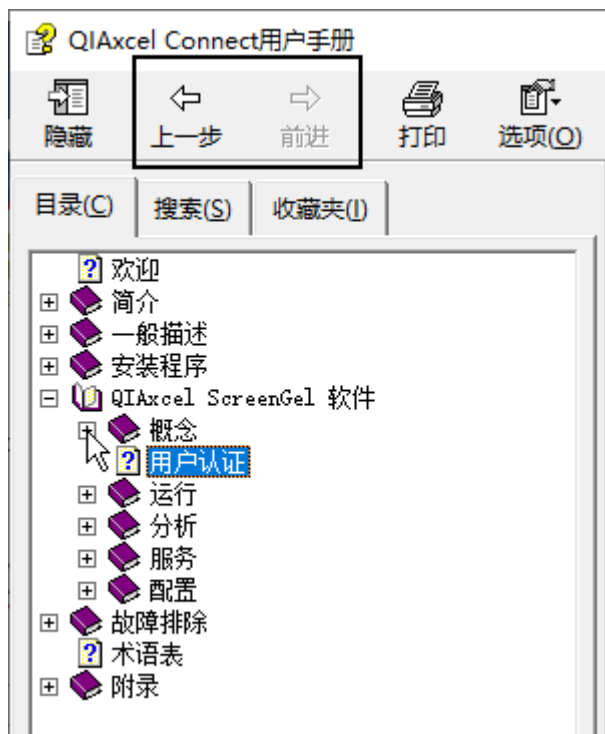 QIAxcel Connect用户手册
隐藏 上一步 前进 打印 选项(O)
目录(C) 搜索(S) 收藏夹(I)
欢迎
简介
一般描述
安装程序
QIAxcel ScreenGel 软件
概念
用户认证
运行
分析
服务
配置
故障排除
术语表
附录